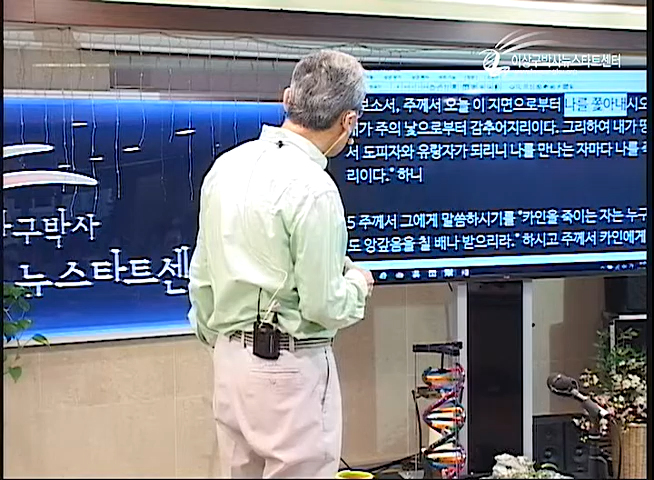 이상구박사뉴스타트센터
보소서, 주께서 오늘 이 지면으로부터 나를 쫓아내시오
내가 주의 낯으로부터 감추어지리이다. 그리하여 내가 땅
서 도피자와 유랑자가 되리니 나를 만나는 자마다 나를 죽
리이다." 하니
5 주께서 그에게 말씀하시기를 "카인을 죽이는 자는 누구
도 앙갚음을 칠 배나 받으리라." 하시고 주께서 카인에게
상구박사
뉴스타트센